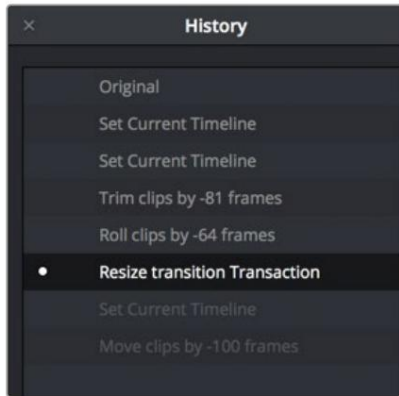 History
Original
Set Current Timeline
Set Current Timeline
Trim clips by -81 frames
Roll clips by -64 frames
Resize transition Transaction
Set Current Timeline
Move clips by -100 frames